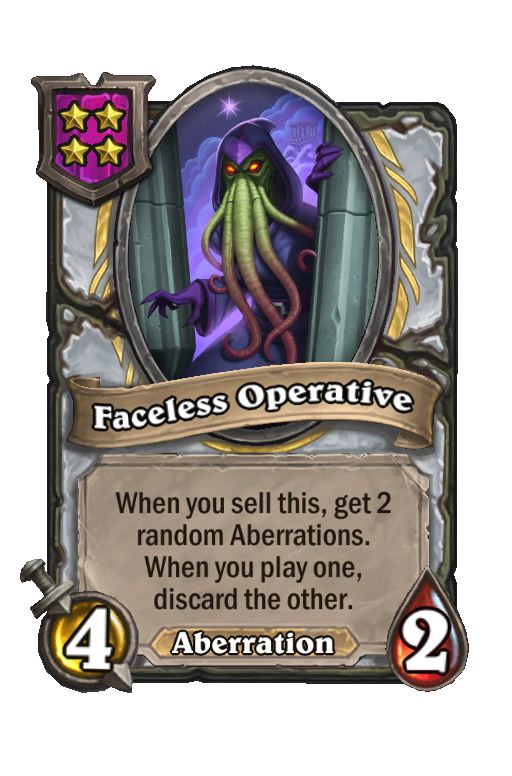 Faceless Operative
When you sell this, get 2
random Aberrations.
When you play one,
discard the other.
4
Aberration
2